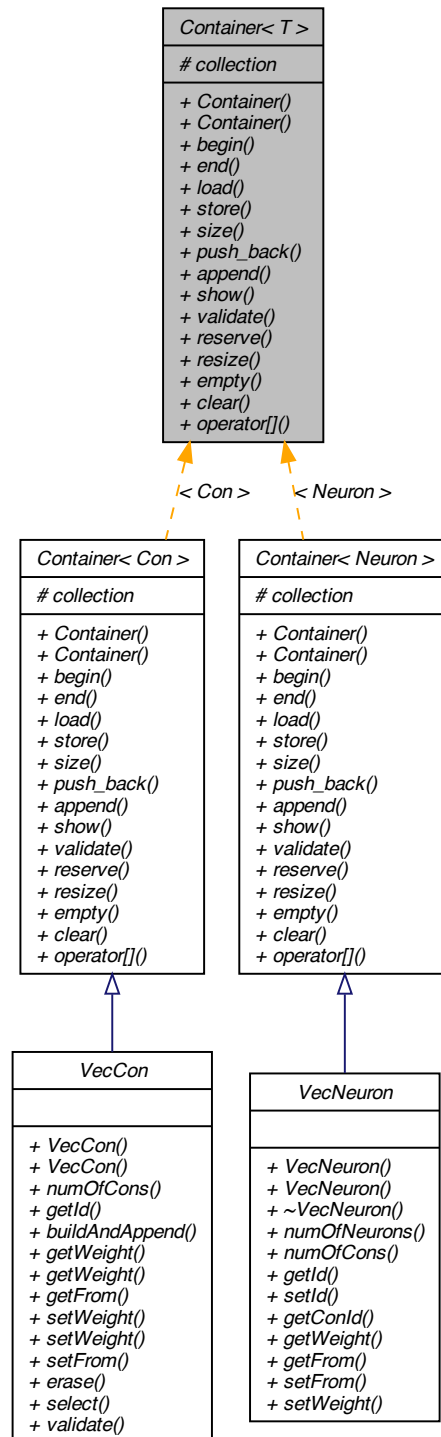 Container< T >
# collection
+ Container()
+ Container()
+ begin()
+ end()
+ load()
+ store()
+ size()
+ push_back()
+ append()
+ show()
+ validate()
+ reserve()
+ resize()
+ empty()
+ clear()
+ operator[]()
< Con >
< Neuron >
Container< Con >
# collection
+ Container()
+ Container()
+ begin()
+ end()
+ load()
+ store()
+ size()
+ push_back()
+ append()
+ show()
+ validate()
+ reserve()
+ resize()
+ empty()
+ clear()
+ operator[]()
Container< Neuron >
# collection
+ Container()
+ Container()
+ begin()
+ end()
+ load()
+ store()
+ size()
+ push_back()
+ append()
+ show()
+ validate()
+ reserve()
+ resize()
+ empty()
+ clear()
+ operator[]()
VecCon
+ VecCon()
+ VecCon()
+ numOfCons()
+ getId()
+ buildAndAppend()
+ getWeight()
+ getWeight()
+ getFrom()
+ setWeight()
+ setWeight()
+ setFrom()
+ erase()
+ select()
+ validate()
VecNeuron
+ VecNeuron()
+ VecNeuron()
+ ~VecNeuron()
+ numOfNeurons()
+ numOfCons()
+ getId()
+ setId()
+ getConId()
+ getWeight()
+ getFrom()
+ setFrom()
+ setWeight()